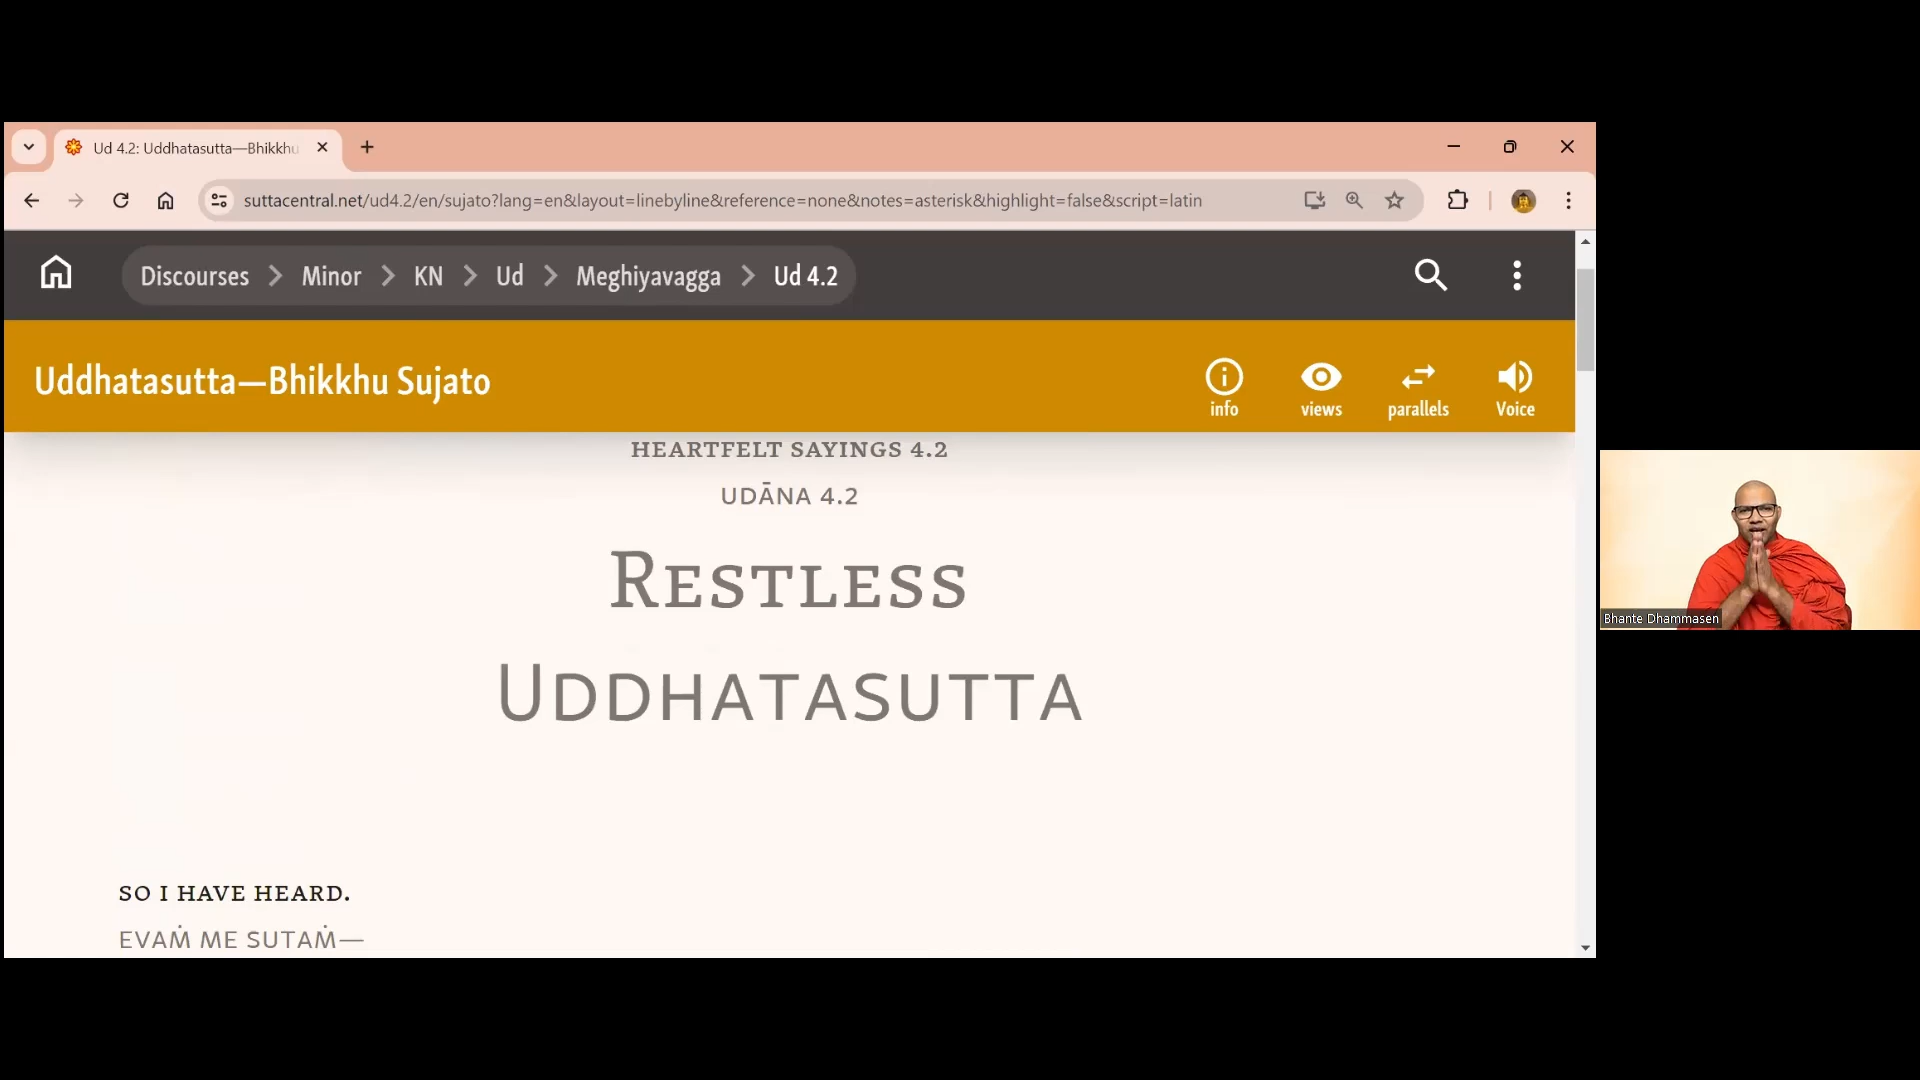 Ud 4.2: Uddhatasutta—Bhikkhu
suttacentral.net/ud4.2/en/sujato?lang=en&layout=linebyline&reference=none&notes=asterisk&highlight=false&script=latin
Discourses > Minor > KN > Ud > Meghiyavagga > Ud 4.2
Uddhatasutta—Bhikkhu Sujato
info views parallels Voice
HEARTFELT SAYINGS 4.2
UDĀNA 4.2
RESTLESS
UDDHATASUTTA
SO I HAVE HEARD.
EVAṀ ME SUTAṀ—
Bhante Dhammasen